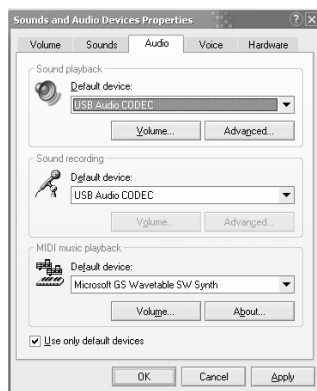 Sounds and Audio Devices Properties
Volume Sounds Audio Voice Hardware
Sound playback
Default device:
USB Audio CODEC
Volume... Advanced...
Sound recording
Default device:
USB Audio CODEC
Volume... Advanced...
MIDI music playback
Default device:
Microsoft GS Wavetable SW Synth
Volume... About...
Use only default devices
OK Cancel Apply